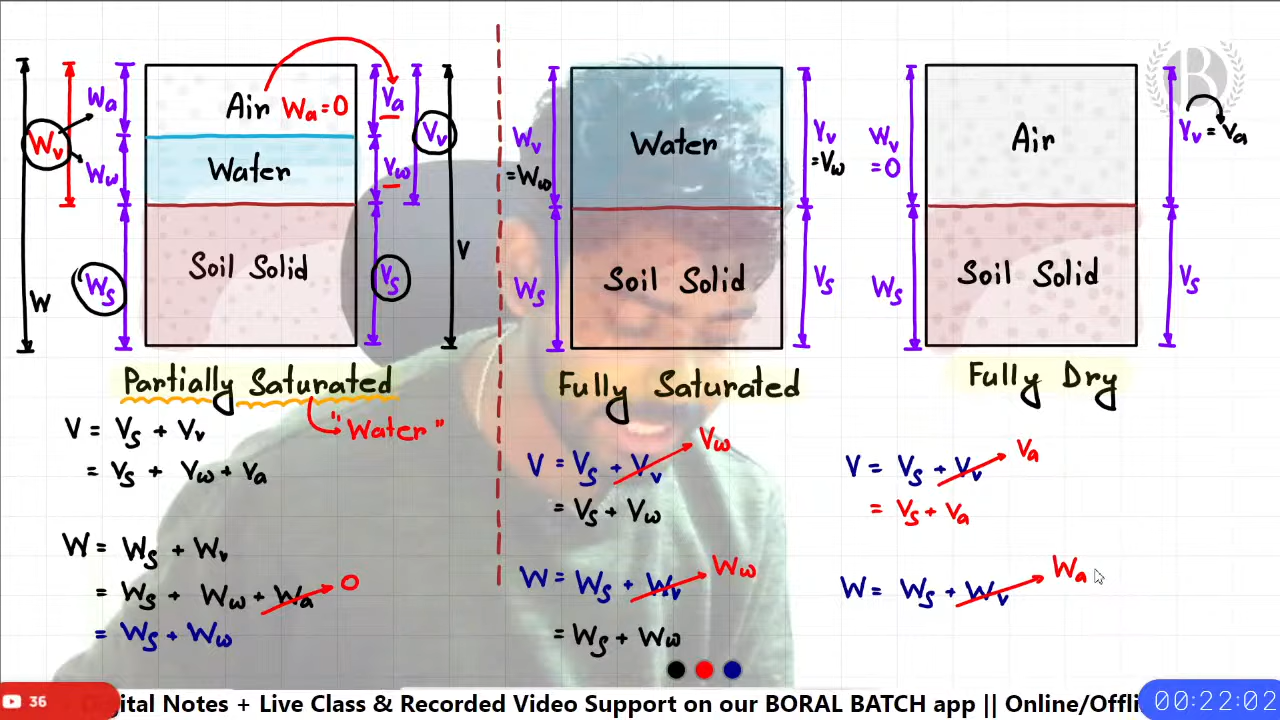 Wa
Wv
Ww
Ws
W
Air Wa=0
Water
Soil Solid
Va
Vw
Vs
Vv
V
Partially Saturated
"Water"
V = Vs + Vv
= Vs + Vw + Va
W = Ws + Wv
= Ws + Ww + Wa 0
= Ws + Ww
Wv
= Ww
Ws
Water
Soil Solid
Vv
= Vw
Vs
Fully Saturated
V = Vs + Vv Vw
= Vs + Vw
W = Ws + Wv Ww
= Ws + Ww
Wv
= 0
Ws
Air
Soil Solid
B
Vv = Va
Vs
Fully Dry
V = Vs + Vv Va
= Vs + Va
W = Ws + Wv Wa
36
gital Notes + Live Class & Recorded Video Support on our BORAL BATCH app || Online/Offli
00:22:02